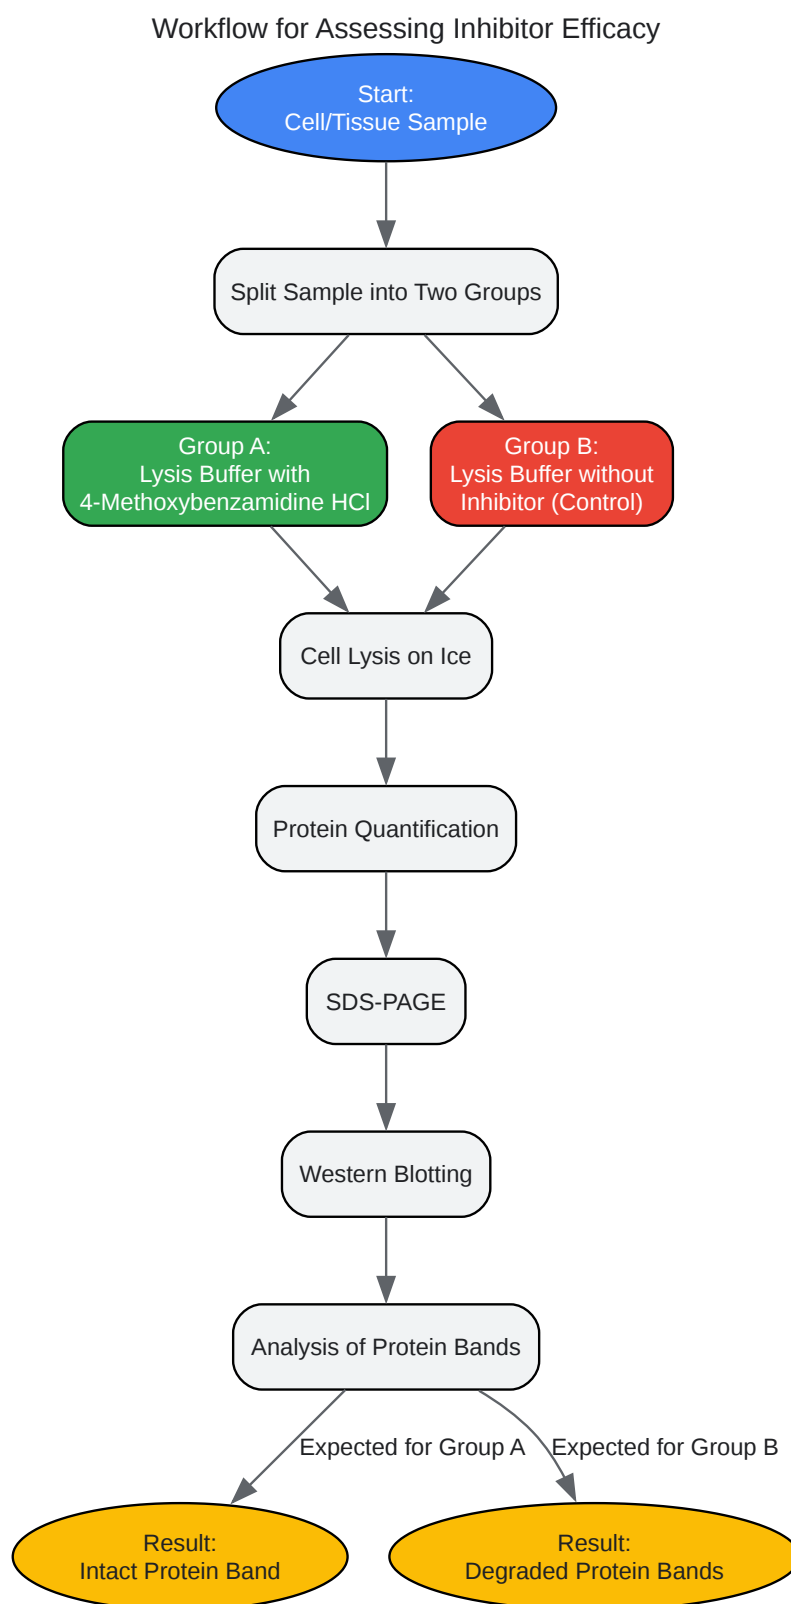 Workflow for Assessing Inhibitor Efficacy
Start:
Cell/Tissue Sample
Split Sample into Two Groups
Group A:
Lysis Buffer with
4-Methoxybenzamidine HCl
Group B:
Lysis Buffer without
Inhibitor (Control)
Cell Lysis on Ice
Protein Quantification
SDS-PAGE
Western Blotting
Analysis of Protein Bands
Expected for Group A
Expected for Group B
Result:
Intact Protein Band
Result:
Degraded Protein Bands